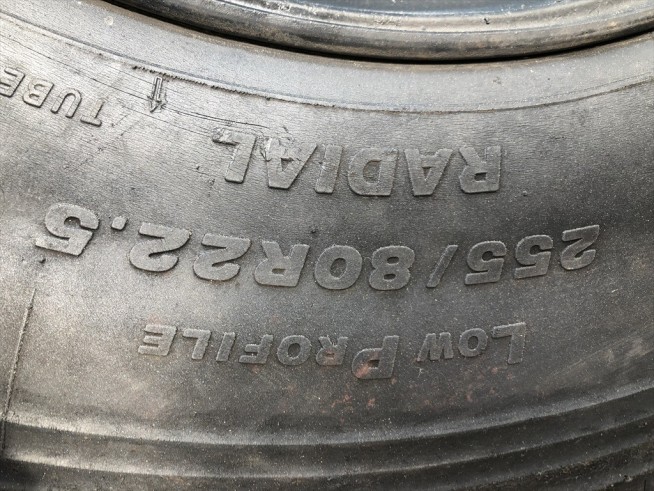 LOW PROFILE
255/80R22.5
RADIAL
TUBE